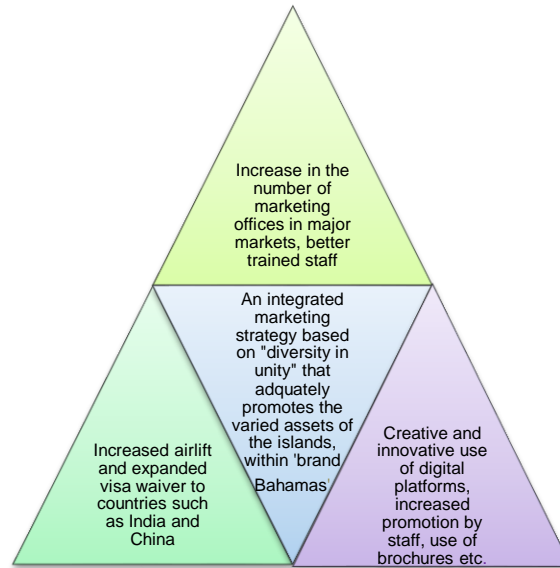 Increase in the
number of
marketing
offices in major
markets, better
trained staff
An integrated
marketing
strategy based
on "diversity in
unity" that
adquately
promotes the
varied assets of
the islands,
within 'brand
Bahamas'
Increased airlift
and expanded
visa waiver to
countries such
as India and
China
Creative and
innovative use
of digital
platforms,
increased
promotion by
staff, use of
brochures etc.